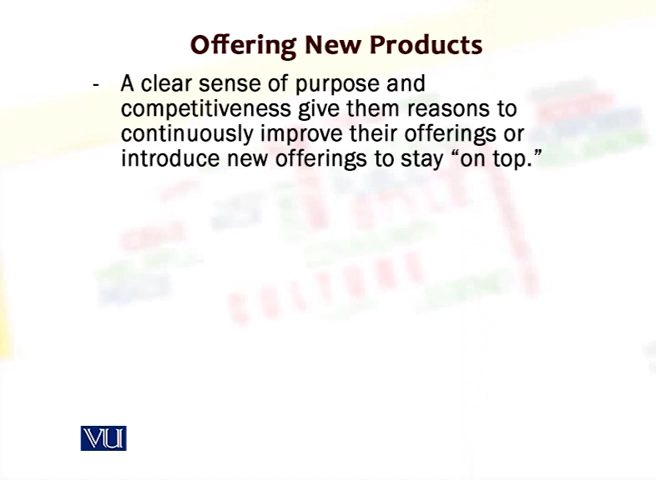 Offering New Products
- A clear sense of purpose and
competitiveness give them reasons to
continuously improve their offerings or
introduce new offerings to stay “on top.”
CULTURE
VU